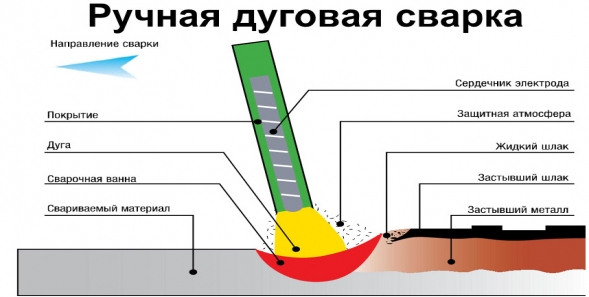 Ручная дуговая сварка
Направление сварки
Покрытие
Дуга
Сварочная ванна
Свариваемый материал
Сердечник электрода
Защитная атмосфера
Жидкий шлак
Застывший шлак
Застывший металл